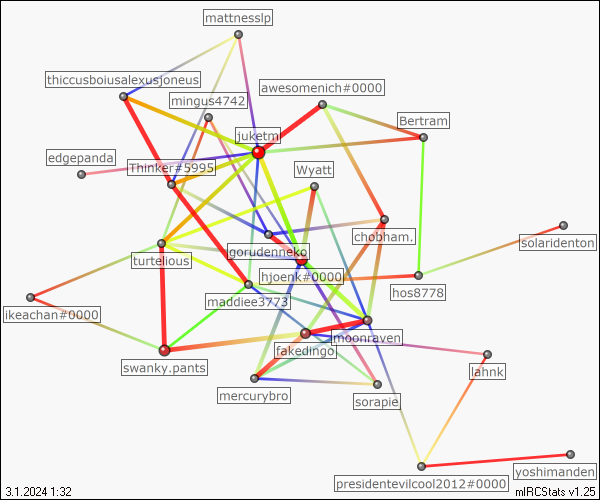 mattnesslp
thiccusboiusalexusjoneus
awesomenich#0000
mingus4742
Bertram
juketm
edgepanda
Thinker#5995
Wyatt
chobham.
solaridenton
gorudenneko
turtelious
hjoenk#0000
hos8778
maddiee3773
ikeachan#0000
moonraven
fakedingo
swanky.pants
lahnk
mercurybro
sorapie
yoshimanden
presidentevilcool2012#0000
3.1.2024 1:32
mIRCStats v1.25